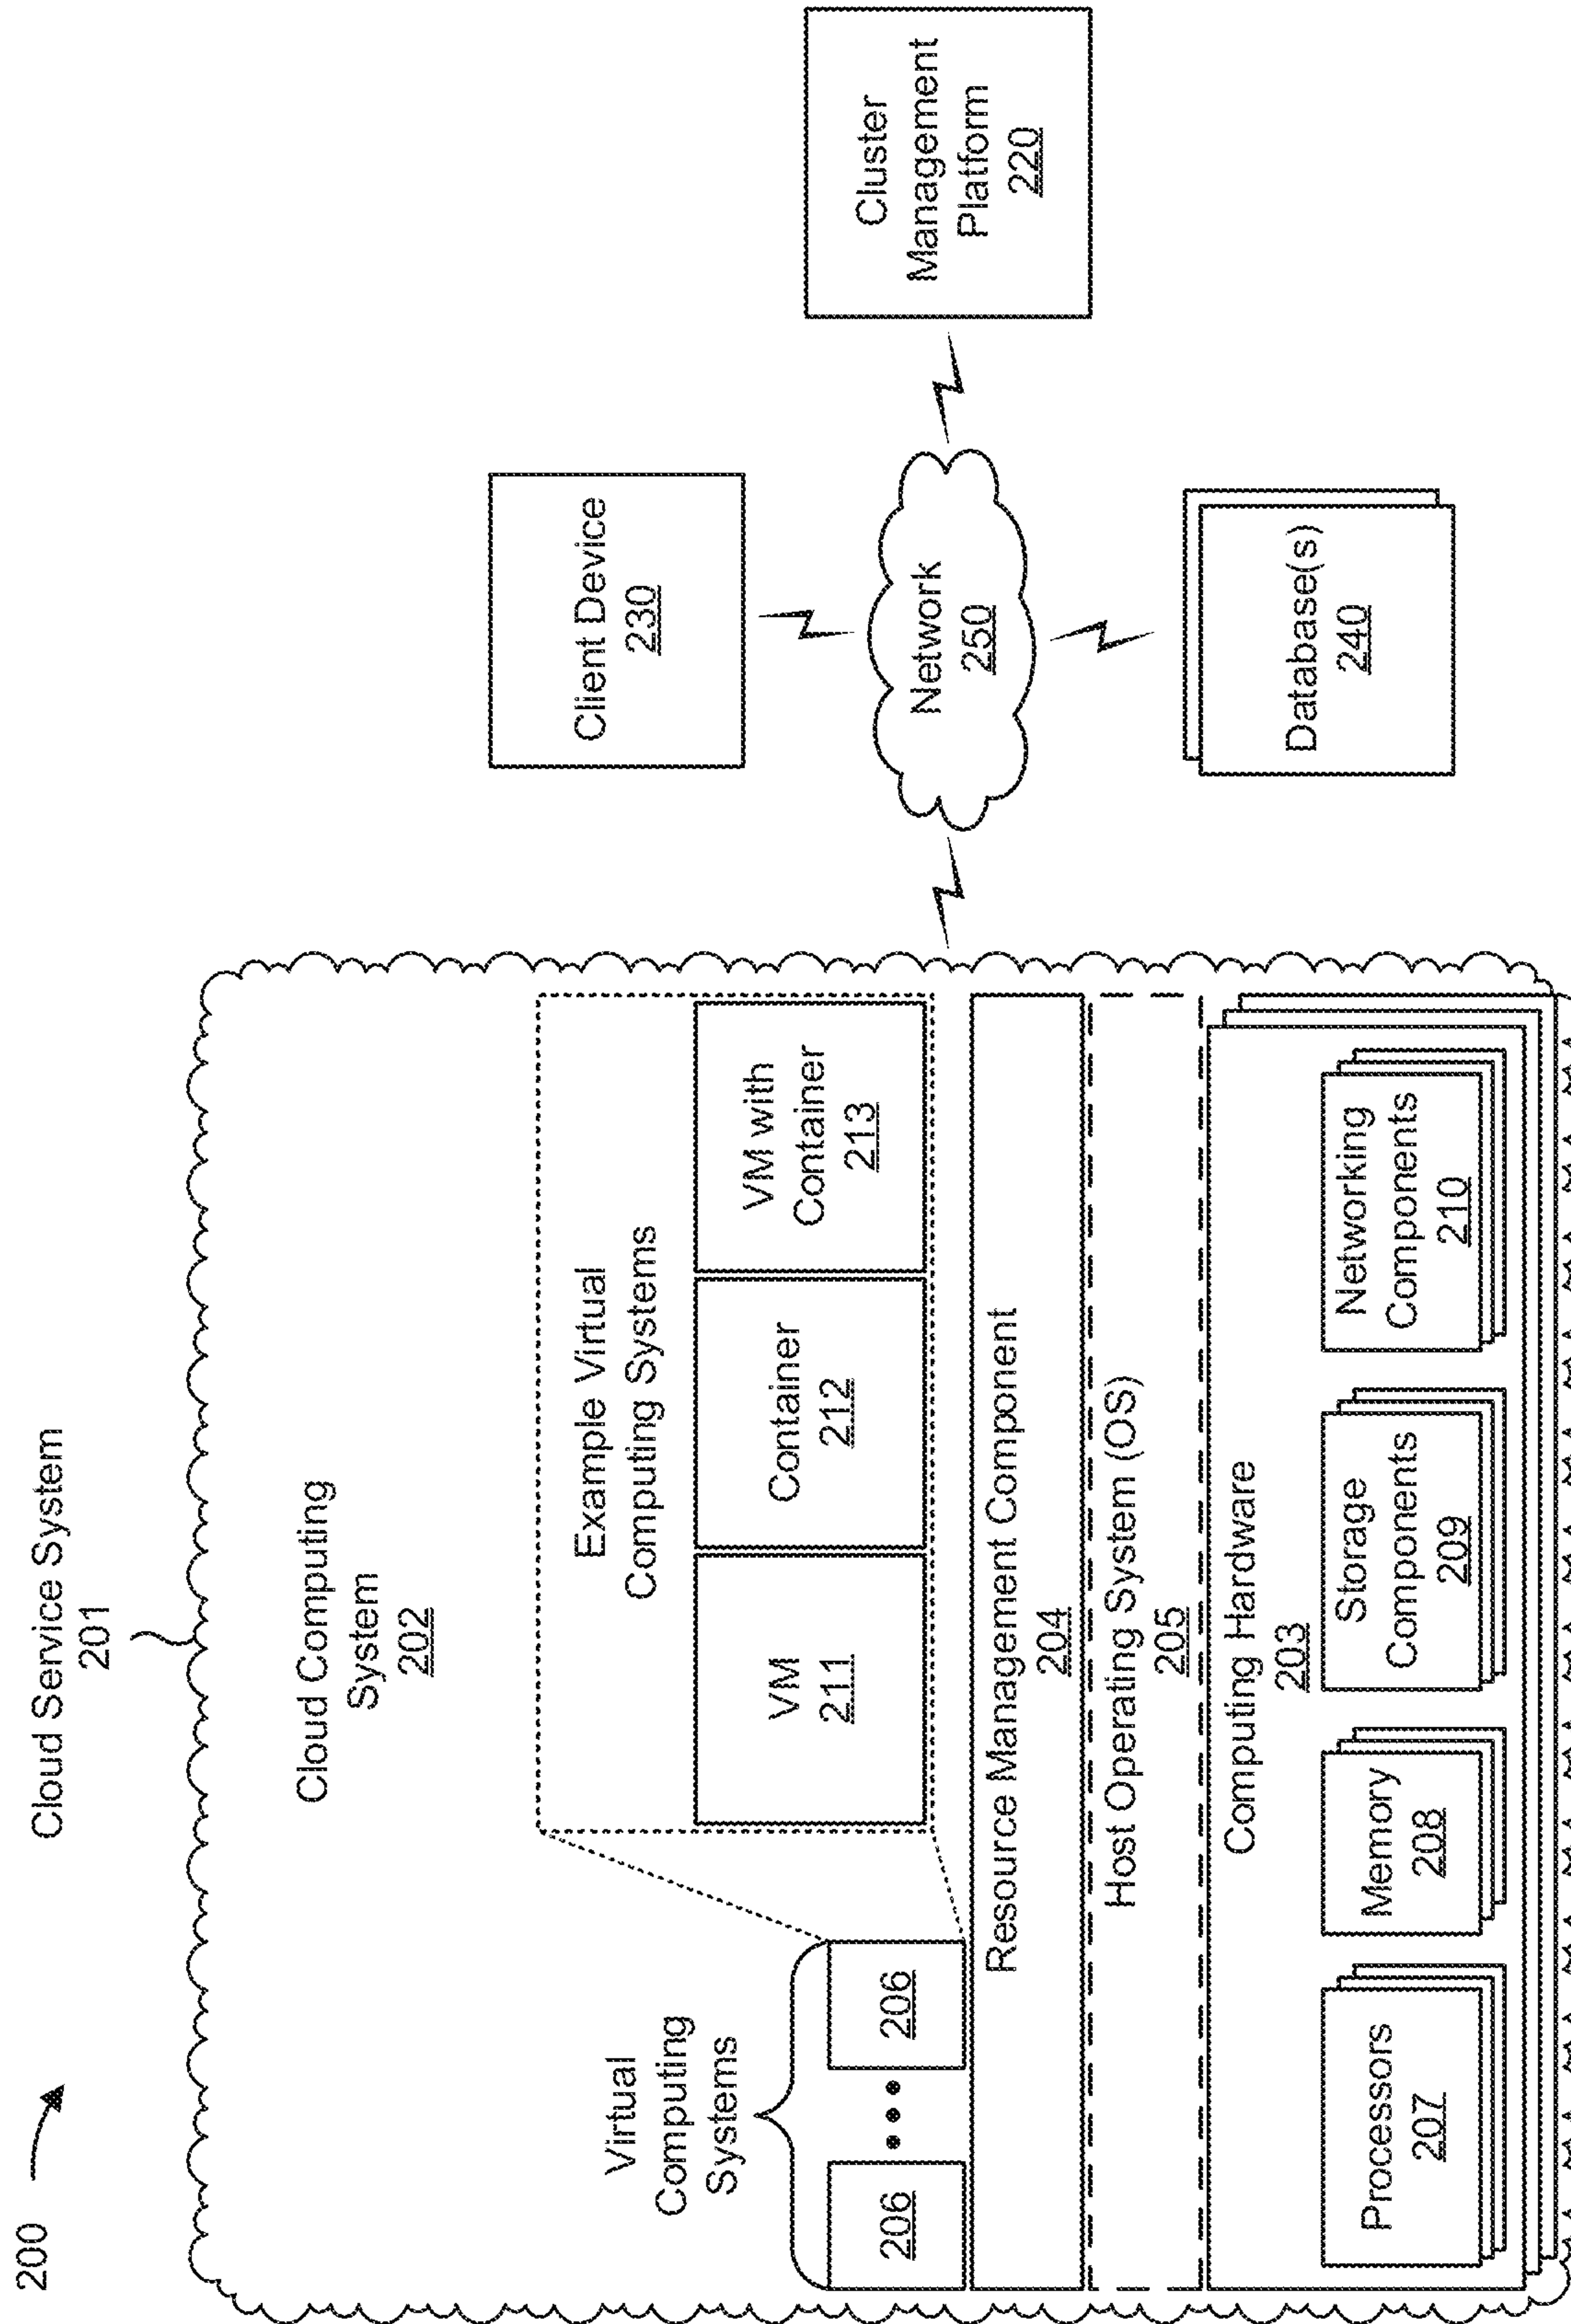 200
Cloud Service System
201
Cloud Computing
System
202
Virtual
Computing
Systems
206
206
Example Virtual
Computing Systems
VM
211
Container
212
VM with
Container
213
Resource Management Component
204
Host Operating System (OS)
205
Computing Hardware
203
Processors
207
Memory
208
Storage
Components
209
Networking
Components
210
Client Device
230
Network
250
Database(s)
240
Cluster
Management
Platform
220